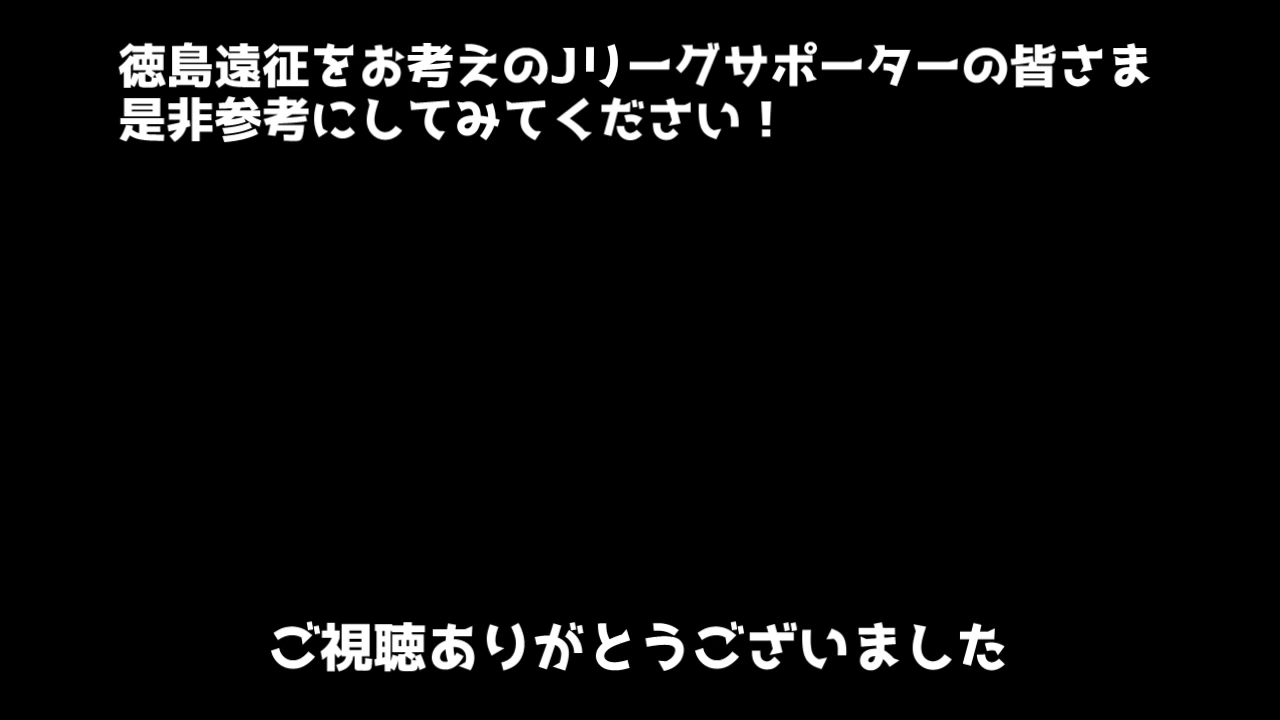 徳島遠征をお考えのJリーグサポーターの皆さま
是非参考にしてみてください！
ご視聴ありがとうございました